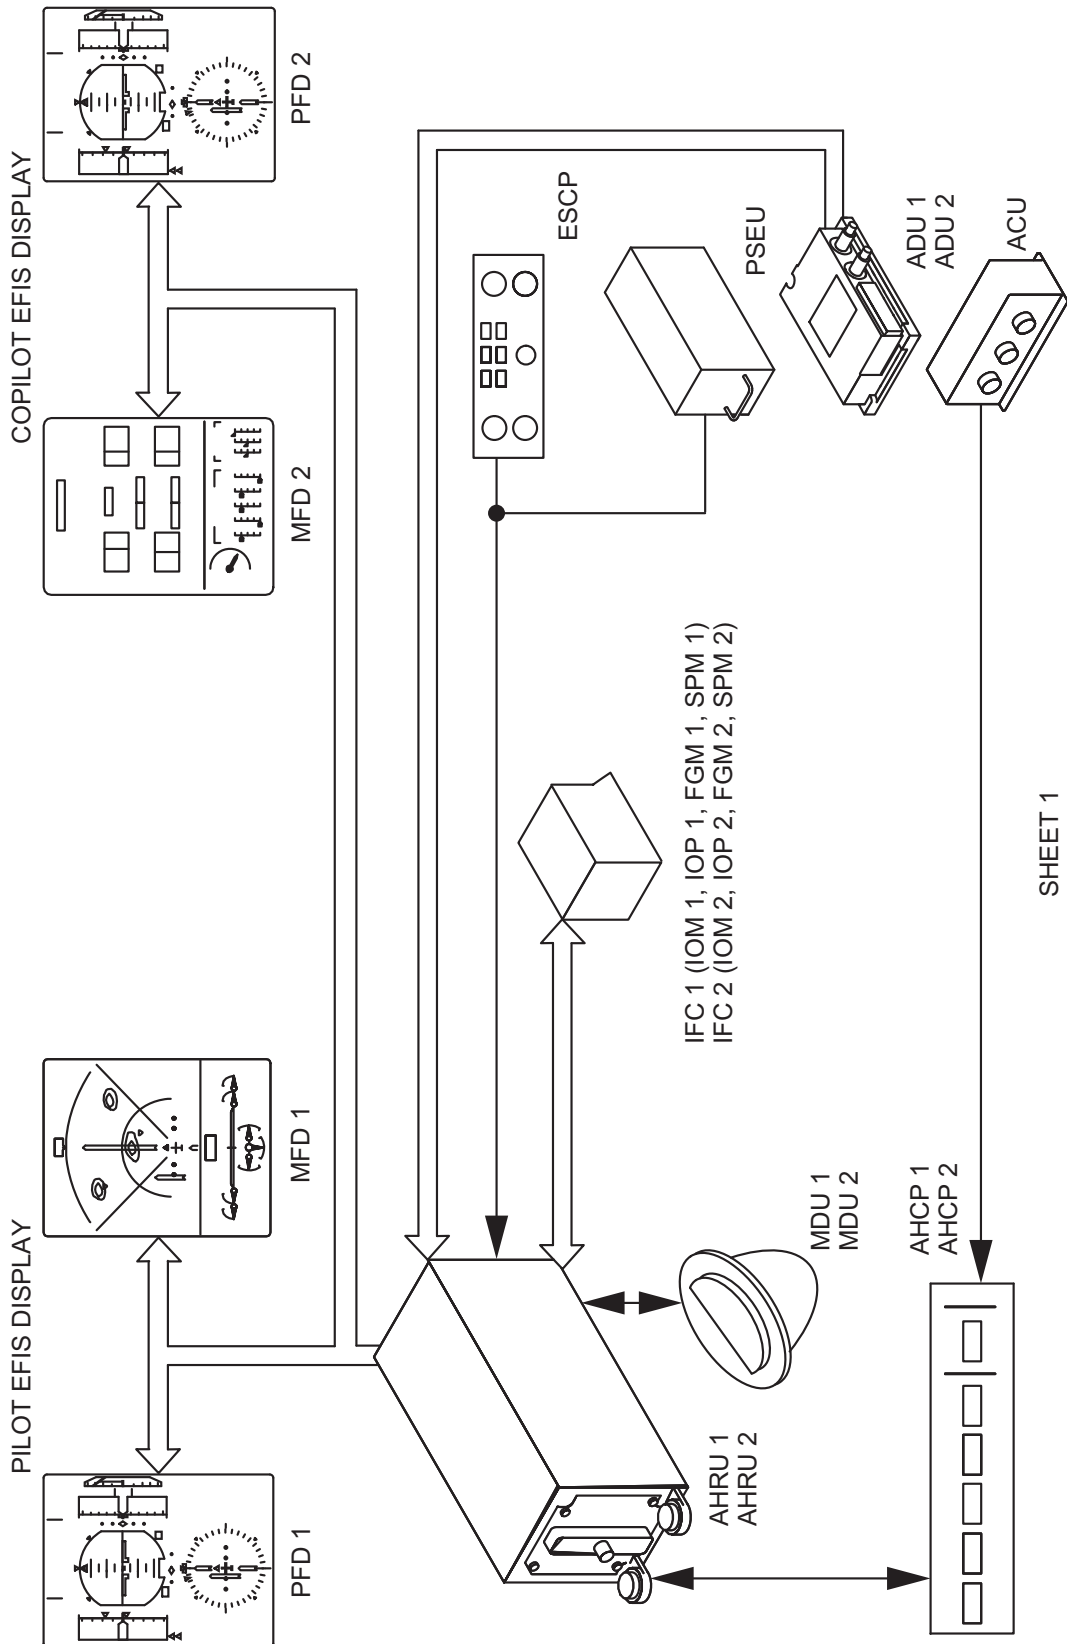 PILOT EFIS DISPLAY
COPILOT EFIS DISPLAY
PFD 1
MFD 1
MFD 2
PFD 2
ESCP
PSEU
IFC 1 (IOM 1, IOP 1, FGM 1, SPM 1)
IFC 2 (IOM 2, IOP 2, FGM 2, SPM 2)
AHRU 1
AHRU 2
MDU 1
MDU 2
ADU 1
ADU 2
AHCP 1
AHCP 2
ACU
SHEET 1